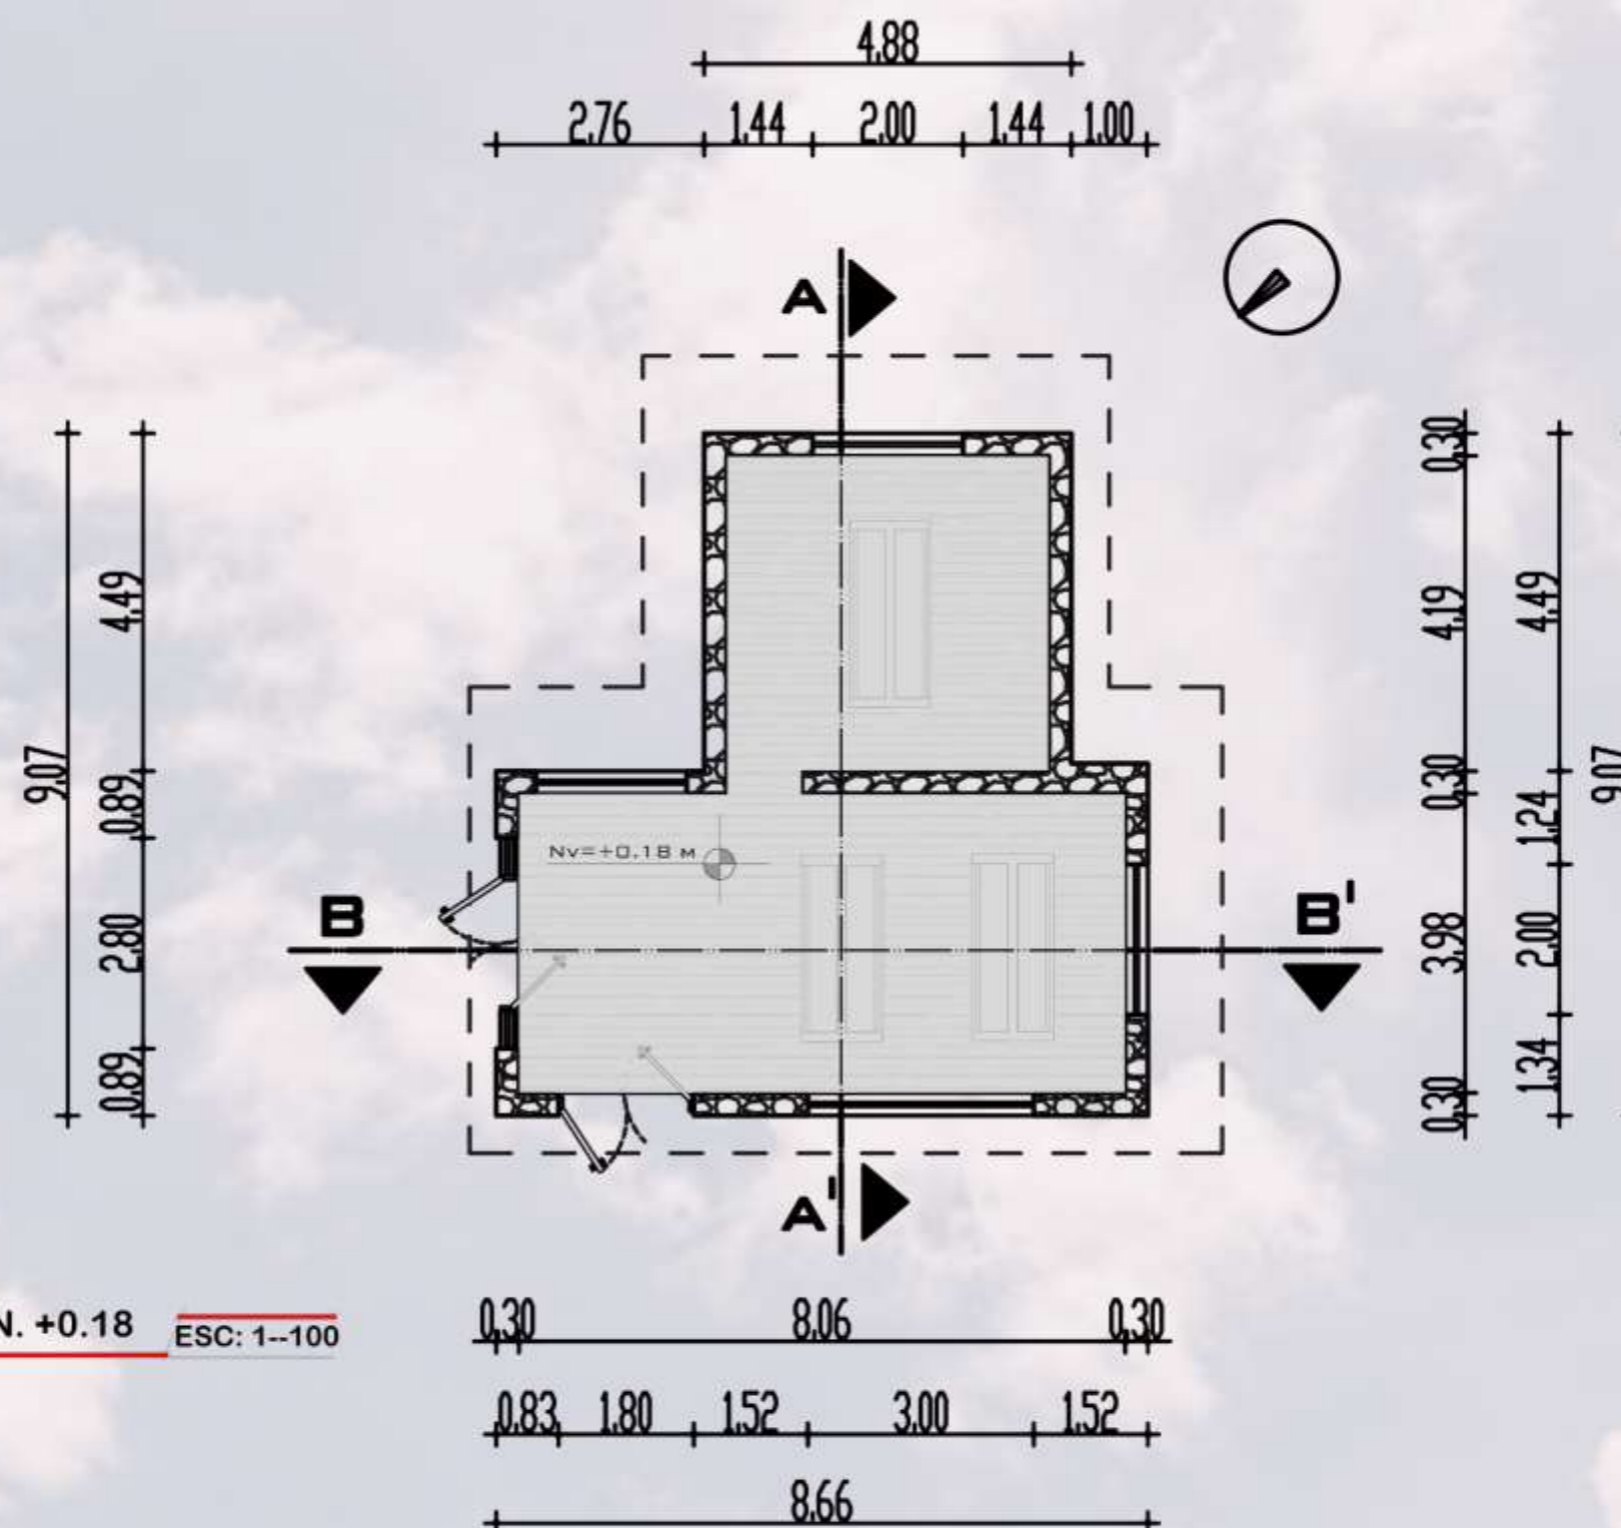 4.88
2.76 1.44 2.00 1.44 1.00
A
0.30
4.49 4.19 4.49
9.07 0.89 0.30 1.24 9.07
Nv=+0.18 м
B B'
2.80 3.98 2.00
0.89 0.30 1.34
A'
N. +0.18 ESC: 1--100
0.30 8.06 0.30
0.83 1.80 1.52 3.00 1.52
8.66